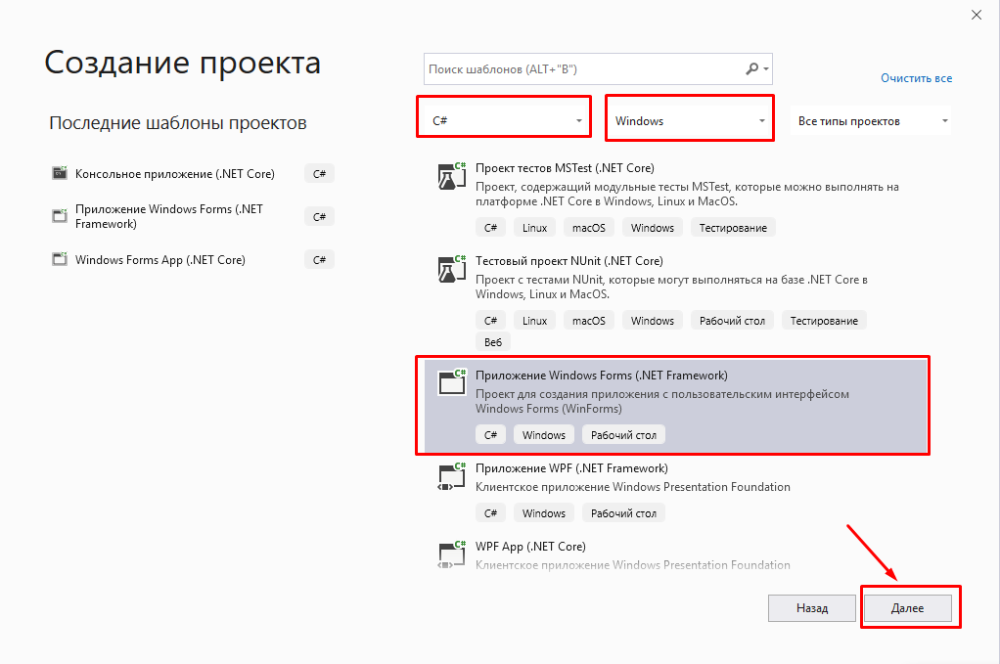 Создание проекта
Последние шаблоны проектов
Консольное приложение (.NET Core) C#
Приложение Windows Forms (.NET
Framework) C#
Windows Forms App (.NET Core) C#
Поиск шаблонов (ALT+"B")
Очистить все
C# Windows Все типы проектов
C#
Проект тестов MSTest (.NET Core)
Проект, содержащий модульные тесты MSTest, которые можно выполнять на
платформе .NET Core в Windows, Linux и MacOS.
C# Linux macOS Windows Тестирование
C#
Тестовый проект NUnit (.NET Core)
Проект с тестами NUnit, которые могут выполняться на базе .NET Core в
Windows, Linux и MacOS.
C# Linux macOS Windows Рабочий стол Тестирование
Веб
C#
Приложение Windows Forms (.NET Framework)
Проект для создания приложения с пользовательским интерфейсом
Windows Forms (WinForms)
C# Windows Рабочий стол
C#
Приложение WPF (.NET Framework)
Клиентское приложение Windows Presentation Foundation
C# Windows Рабочий стол
C#
WPF App (.NET Core)
Клиентское приложение Windows Presentation Foundation
Назад Далее